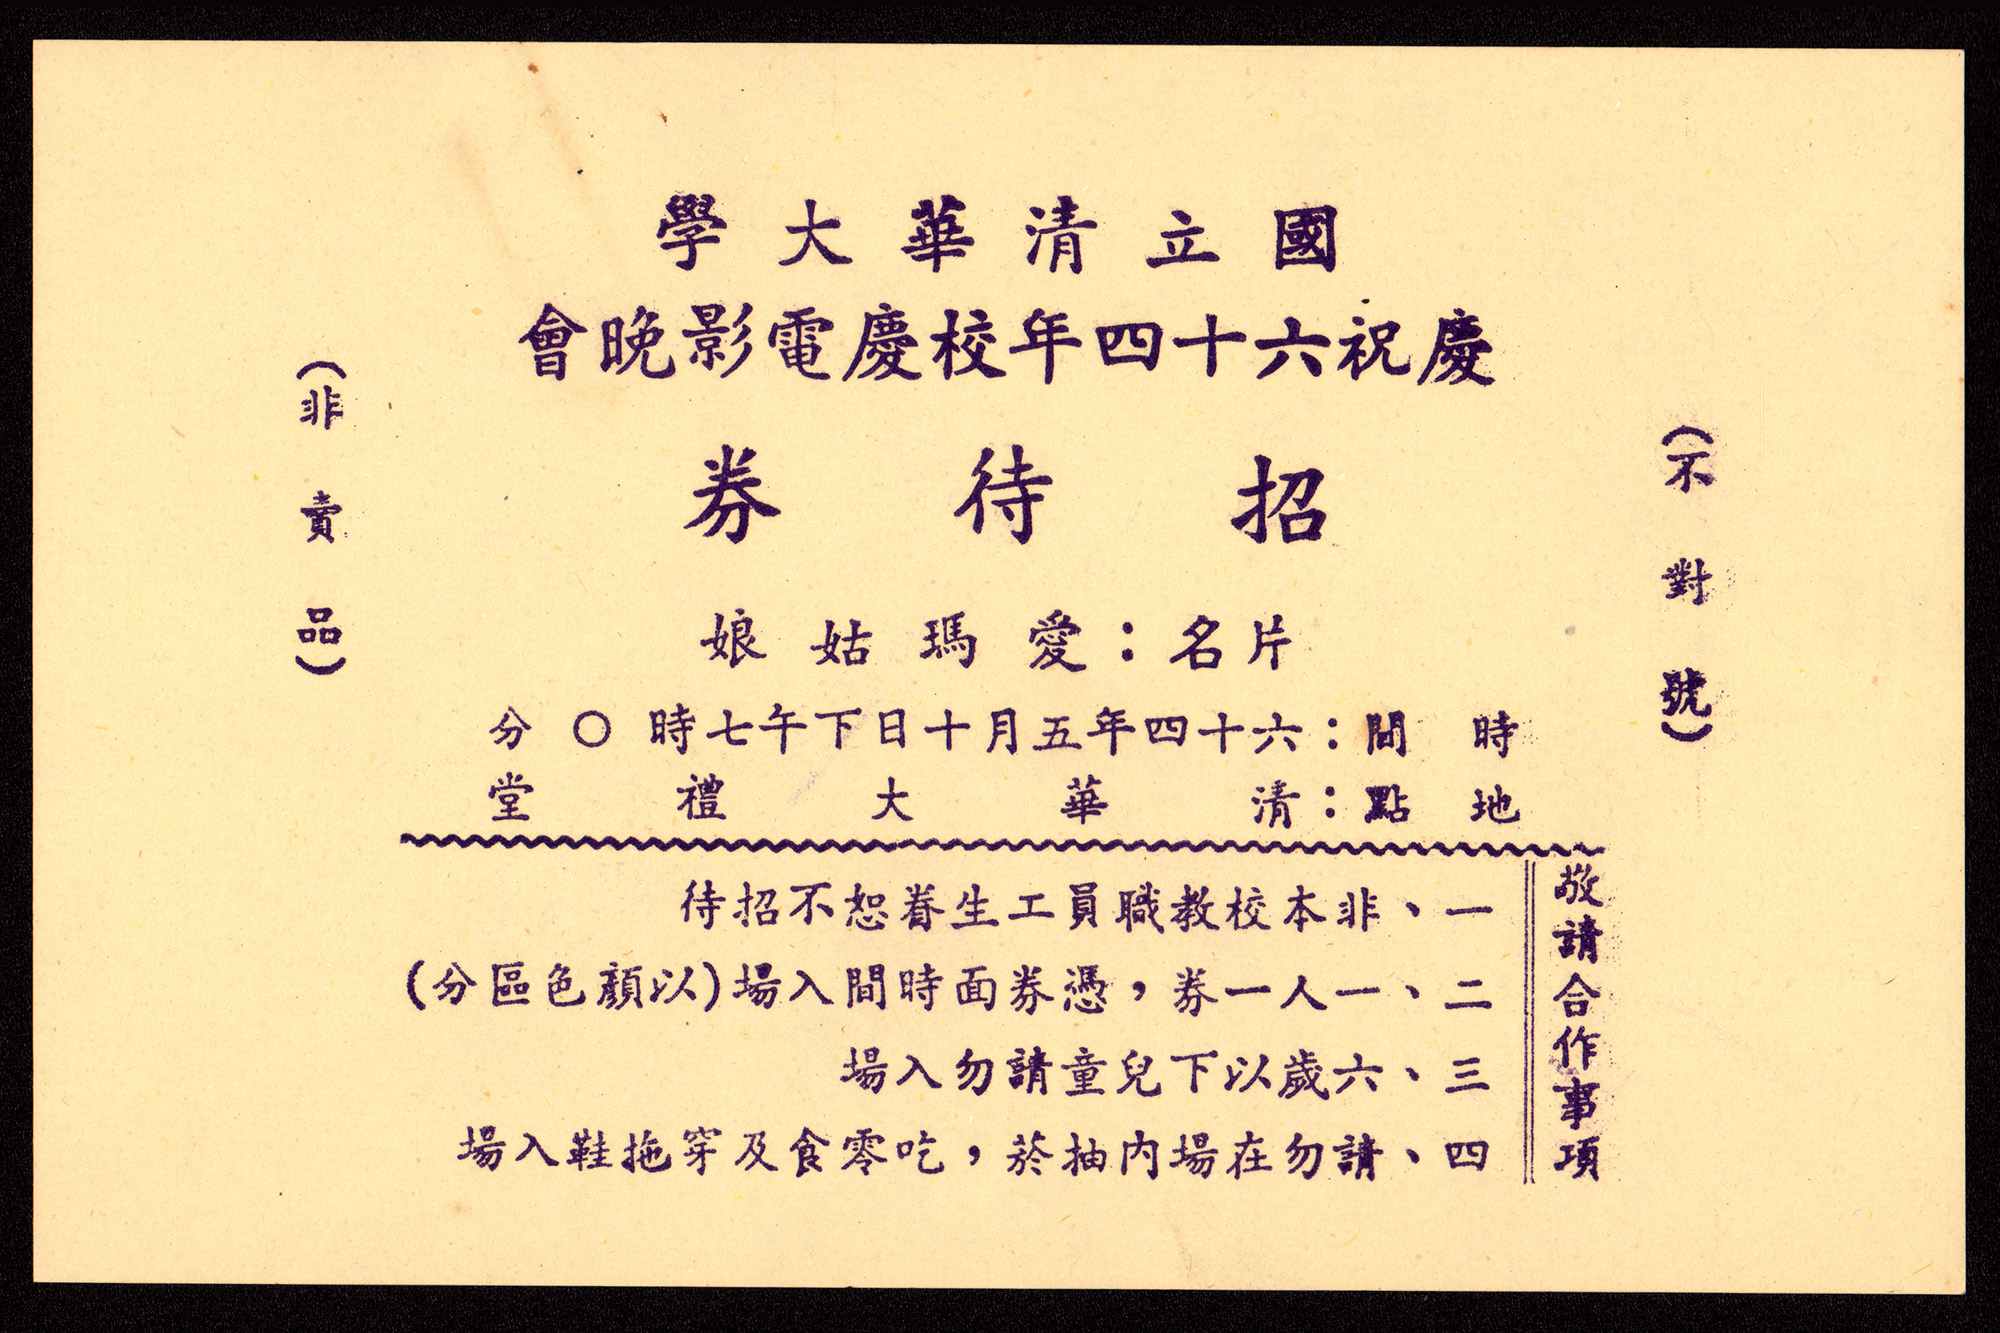 國立清華大學
慶祝六十四年校慶電影晚會
招待券
(不對號)
(非賣品)
片名：愛瑪姑娘
時間：六十四年五月十日下午七時〇分
地點：清華大禮堂
敬請合作事項
一、非本校教職員工生眷恕不招待
二、一人一券，憑券面時間入場(以顏色區分)
三、六歲以下兒童請勿入場
四、請勿在場內抽菸，吃零食及穿拖鞋入場